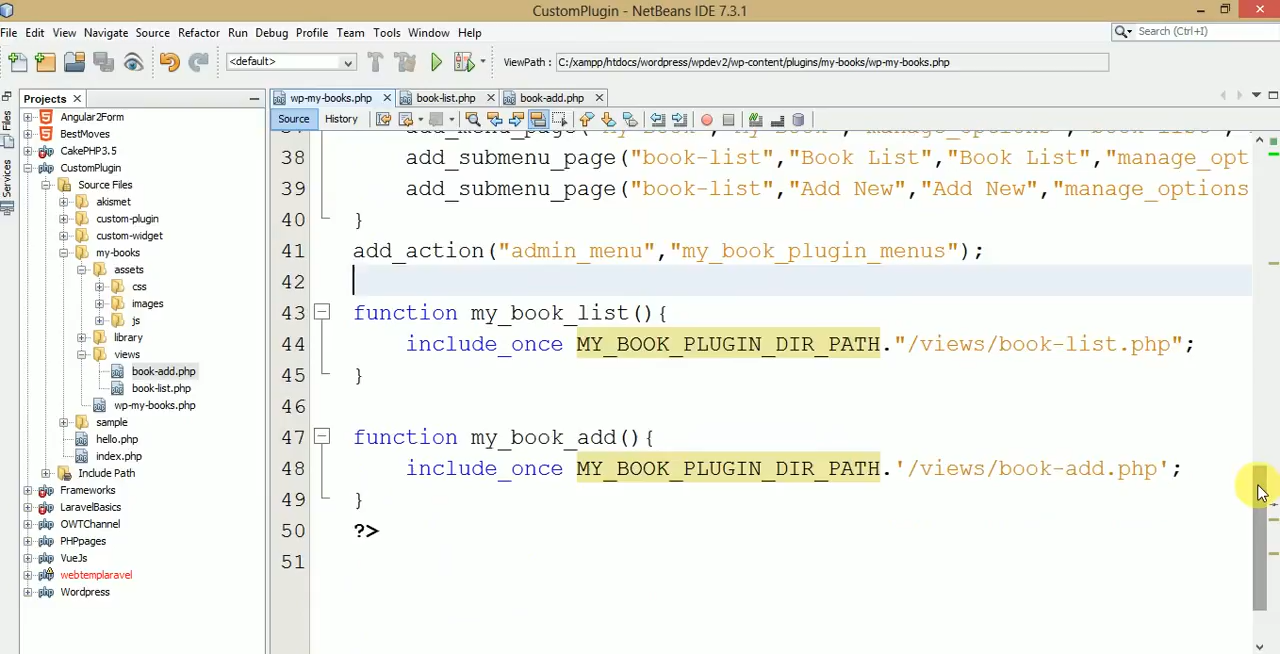 CustomPlugin - NetBeans IDE 7.3.1
File Edit View Navigate Source Refactor Run Debug Profile Team Tools Window Help
Search (Ctrl+I)
<default>
ViewPath : C:/xampp/htdocs/wordpress/wpdev2/wp-content/plugins/my-books/wp-my-books.php
Files
Services
Projects
Angular2Form
BestMoves
CakePHP3.5
CustomPlugin
Source Files
akismet
custom-plugin
custom-widget
my-books
assets
css
images
js
library
views
book-add.php
book-list.php
wp-my-books.php
sample
hello.php
index.php
Include Path
Frameworks
LaravelBasics
OWTChannel
PHPpages
VueJs
webtemplaravel
Wordpress
wp-my-books.php book-list.php book-add.php
Source History
38 add_submenu_page("book-list","Book List","Book List","manage_opt
39 add_submenu_page("book-list","Add New","Add New","manage_options
40 }
41 add_action("admin_menu","my_book_plugin_menus");
42
43 function my_book_list(){
44 include_once MY_BOOK_PLUGIN_DIR_PATH."/views/book-list.php";
45 }
46
47 function my_book_add(){
48 include_once MY_BOOK_PLUGIN_DIR_PATH.'/views/book-add.php';
49 }
50 ?>
51